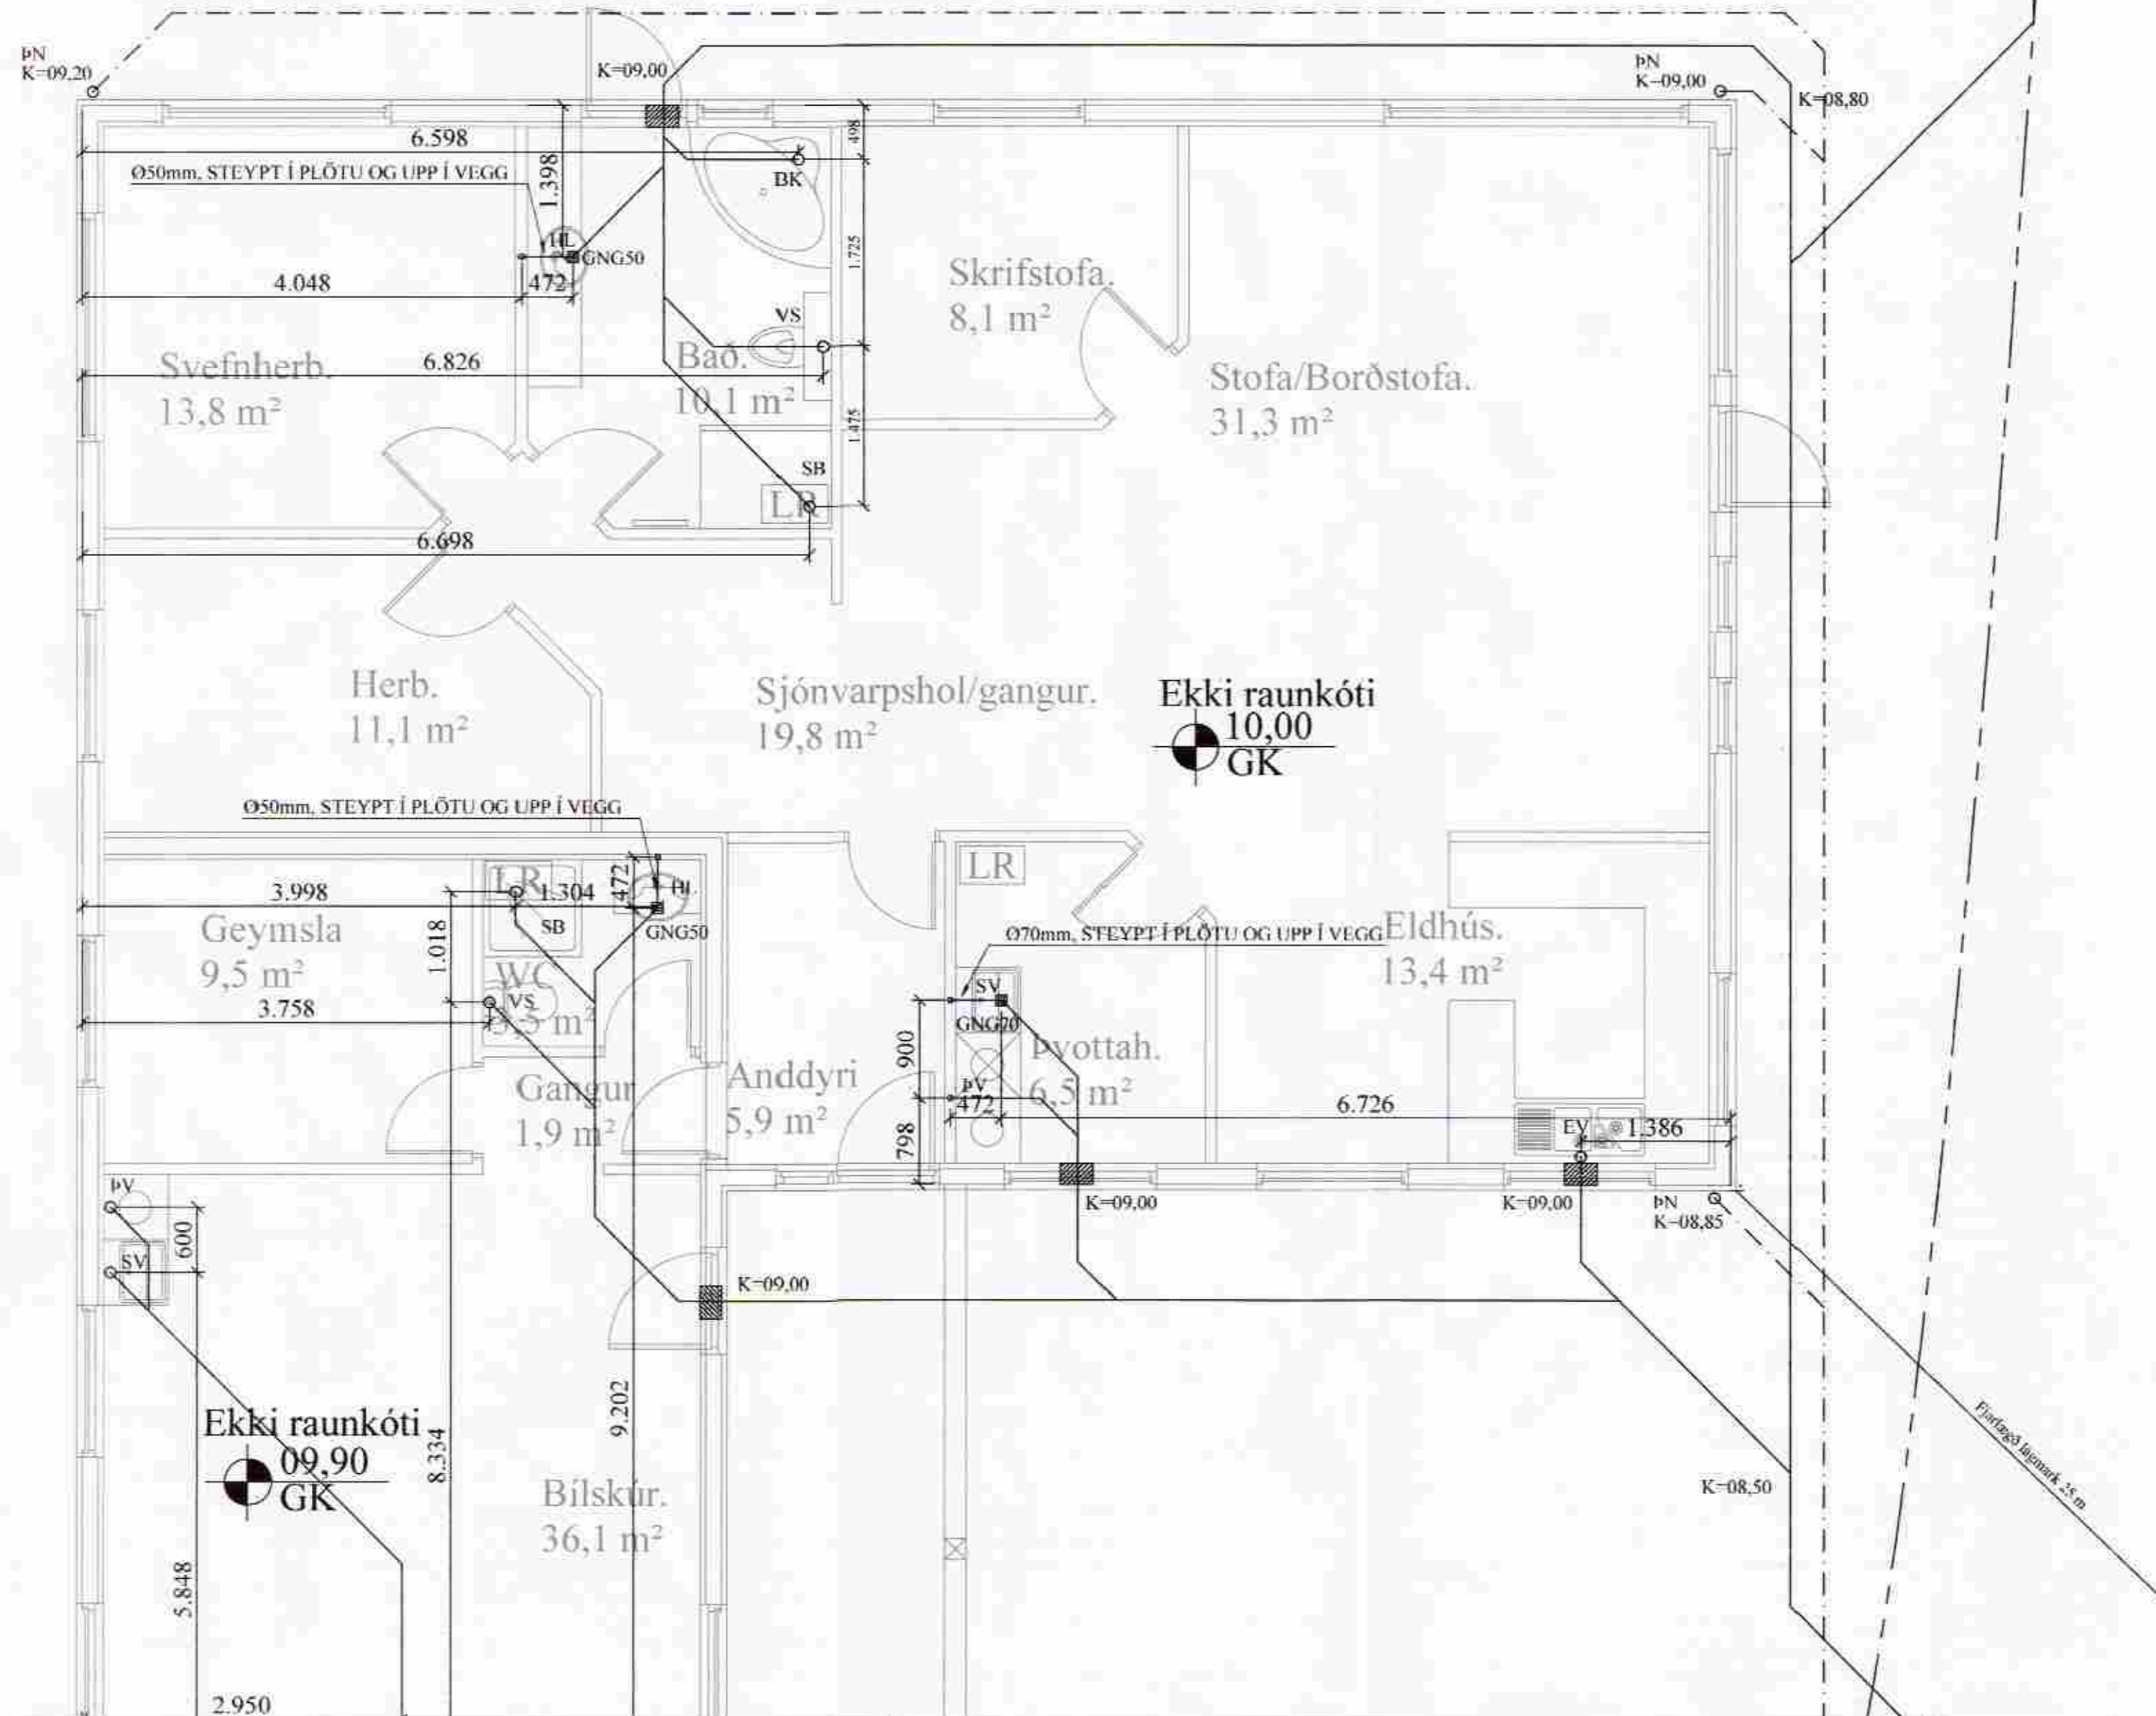 ÞN
K=09,20
K=09,00
ÞN
K=09,00
K=08,80
6.598
498
Ø50mm, STEYPT Í PLÖTU OG UPP Í VEGG
1.398
BK
HL
GNG50
4.048
472
1.725
VS
Skrifstofa.
8,1 m²
Svefnherb.
13,8 m²
6.826
Bað.
10,1 m²
Stofa/Borðstofa.
31,3 m²
1.475
SB
LR
6.698
Herb.
11,1 m²
Sjónvarpshol/gangur.
19,8 m²
Ekki raunkóti
10,00
GK
Ø50mm, STEYPT Í PLÖTU OG UPP Í VEGG
LR
3.998
LR
1.304
472
HL
SB
GNG50
Geymsla
9,5 m²
1.018
WC
VS
3.758
Ø70mm, STEYPT Í PLÖTU OG UPP Í VEGG
Eldhús.
13,4 m²
SV
GNG70
900
Þvottah.
6,5 m²
ÞV
472
798
Gangur
1,9 m²
Anddyri
5,9 m²
6.726
EV
1.386
K=09,00
K=09,00
ÞN
K=08,85
ÞV
600
SV
K=09,00
9.202
8.334
Ekki raunkóti
09,90
GK
Bílskúr.
36,1 m²
K=08,50
Fjarlægð lágmark 25 m
5.848
2.950